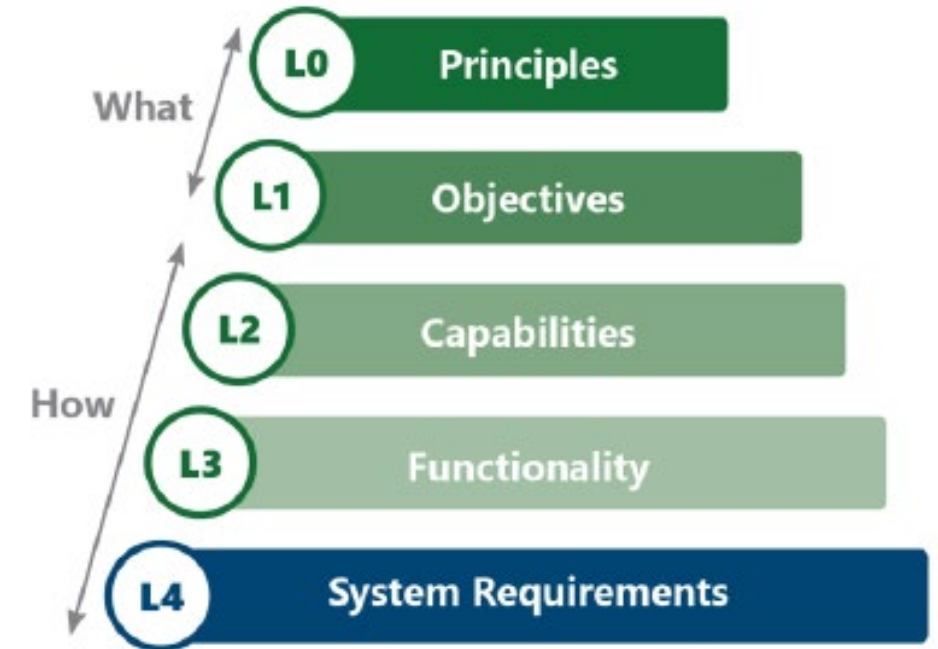 L0 Principles
What
L1 Objectives
L2 Capabilities
How
L3 Functionality
L4 System Requirements